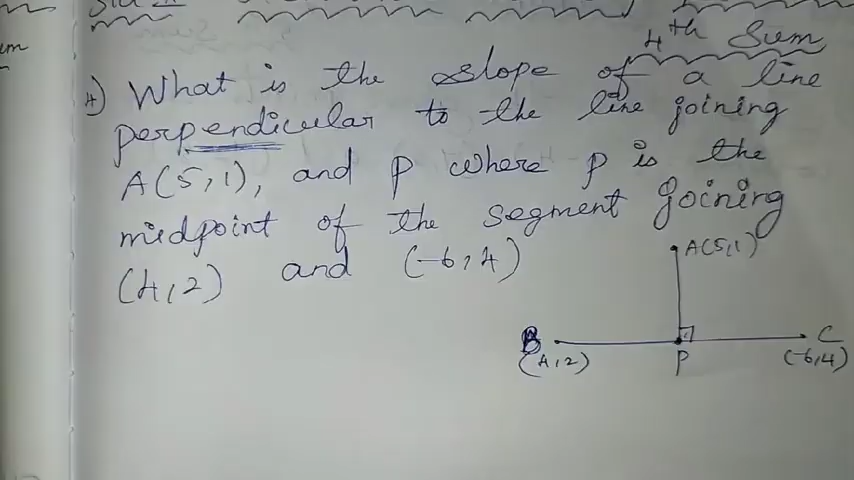 4th Sum
4) What is the slope of a line
perpendicular to the line joining
A(5,1), and P where P is the
midpoint of the segment joining
(4,2) and (-6,4)
A(5,1)
B
C
(4,2)
P
(-6,4)